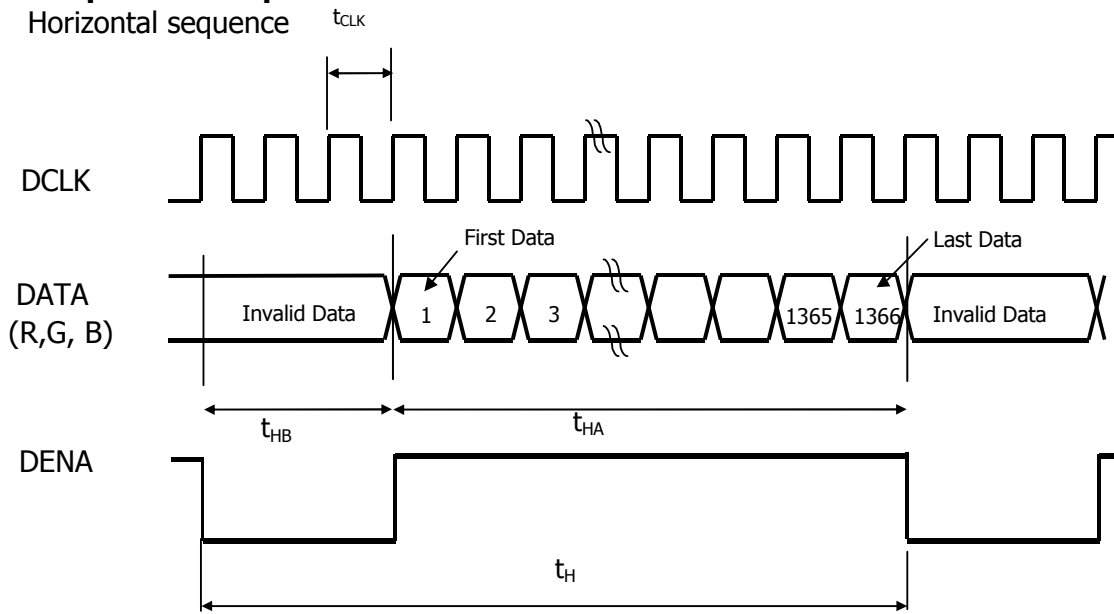 Horizontal sequence
tCLK
DCLK
First Data
Last Data
DATA
(R,G, B)
Invalid Data
1
2
3
1365
1366
Invalid Data
tHB
tHA
DENA
tH